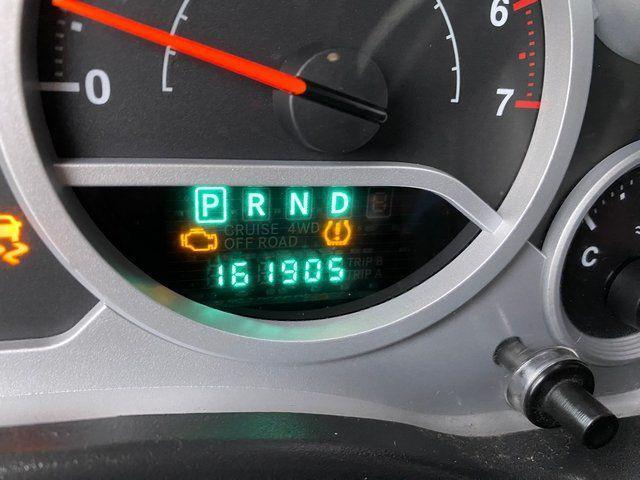 6
0
7
P R N D
CRUISE 4WD
OFF ROAD
TRIP B
161905 TRIP A
C